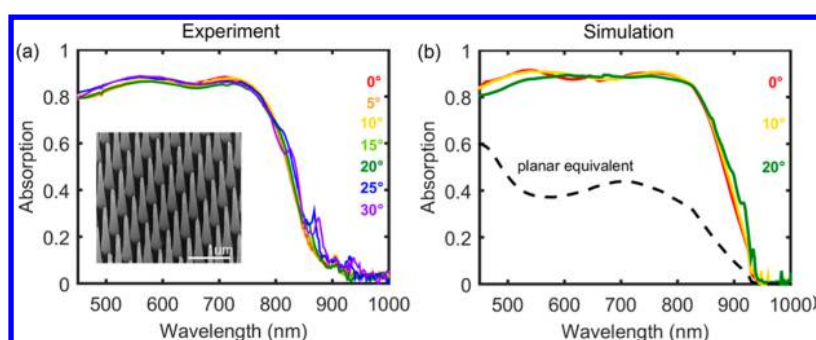 Experiment
(a)
1
0.8
0.6
0.4
0.2
0
Absorption
0°
5°
10°
15°
20°
25°
30°
1um
500 600 700 800 900 1000
Wavelength (nm)
Simulation
(b)
1
0.8
0.6
0.4
0.2
0
Absorption
0°
10°
20°
planar equivalent
500 600 700 800 900 1000
Wavelength (nm)